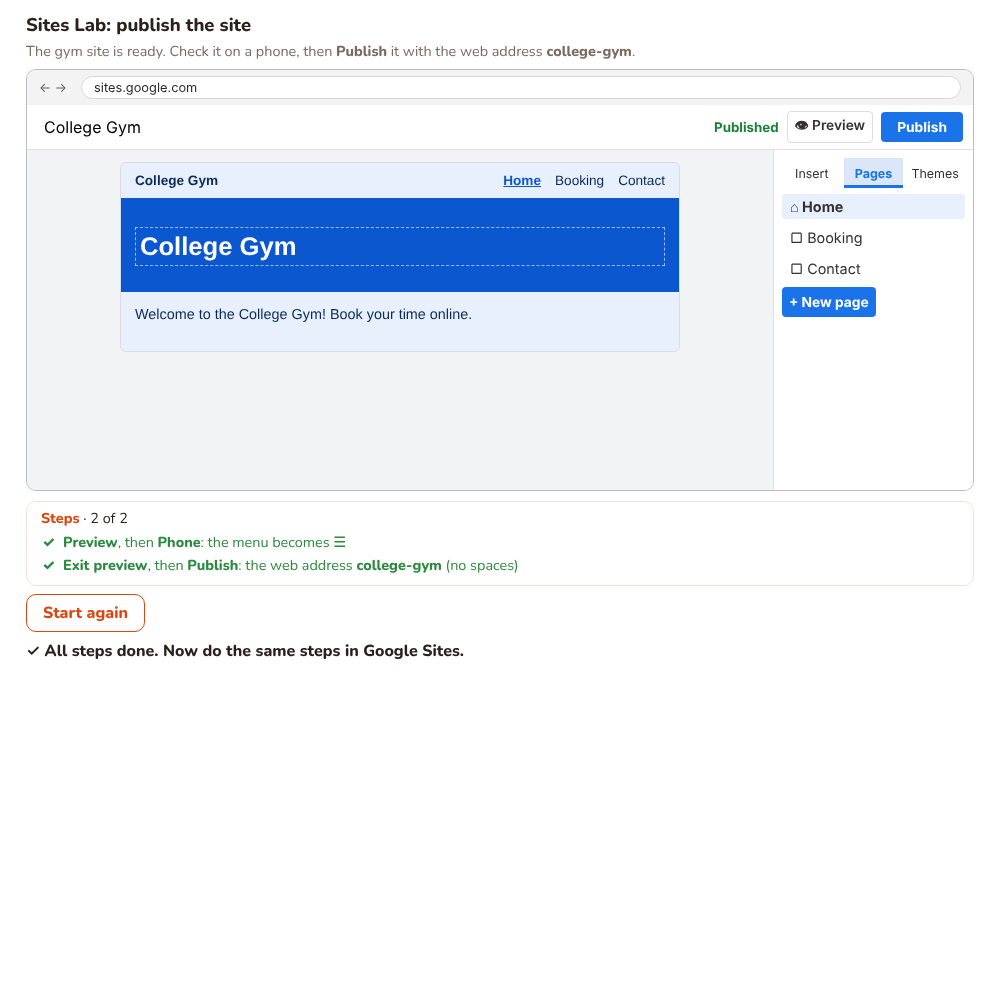 Sites Lab: publish the site
The gym site is ready. Check it on a phone, then Publish it with the web address college-gym.
← → sites.google.com
College Gym Published 👁 Preview Publish
College Gym Home Booking Contact
College Gym
Welcome to the College Gym! Book your time online.
Insert Pages Themes
⌂ Home
☐ Booking
☐ Contact
+ New page
Steps · 2 of 2
✓ Preview, then Phone: the menu becomes ☰
✓ Exit preview, then Publish: the web address college-gym (no spaces)
Start again
✓ All steps done. Now do the same steps in Google Sites.